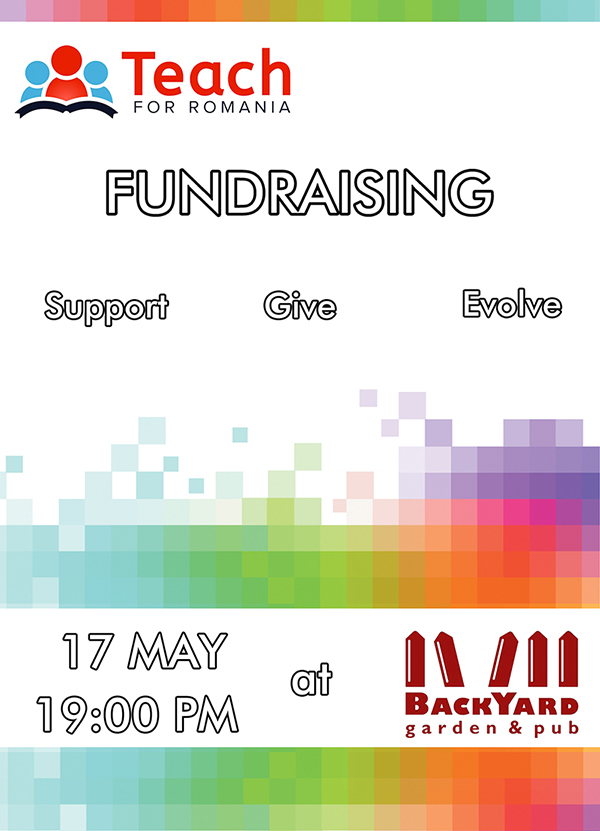 Teach
FOR ROMANIA
FUNDRAISING
Support Give Evolve
17 MAY
19:00 PM
at
BACKYARD
garden & pub